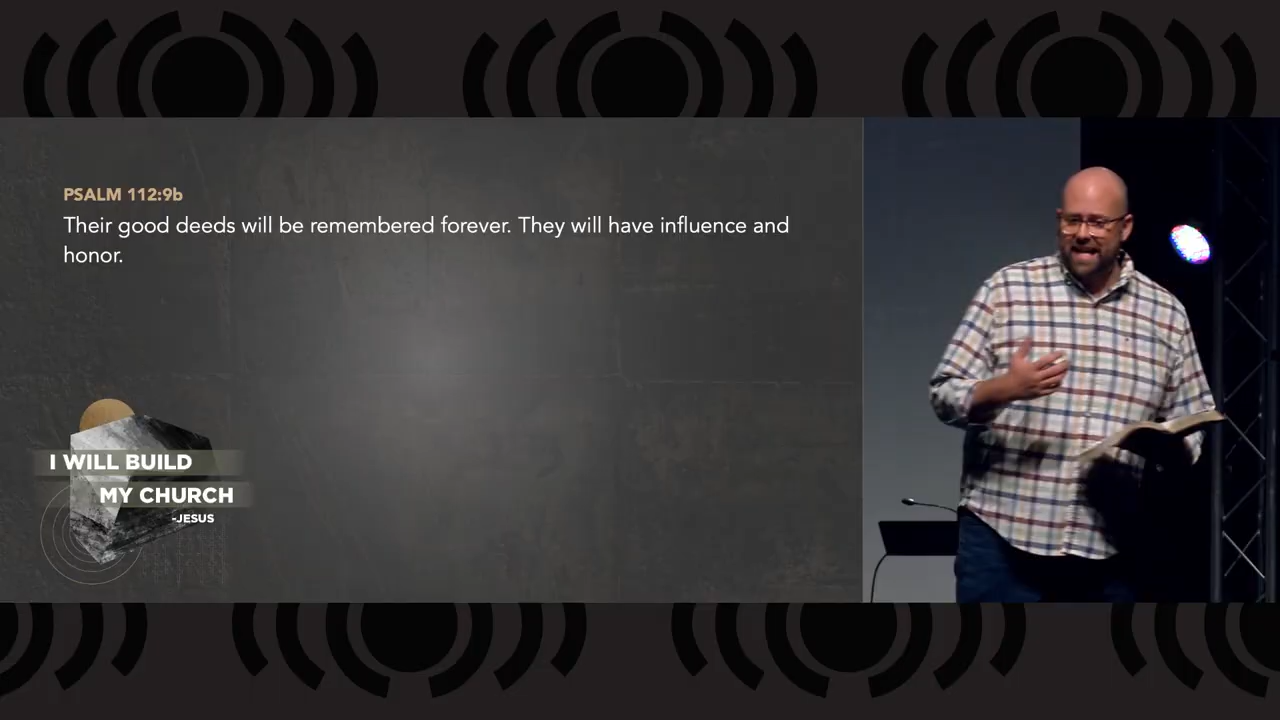 PSALM 112:9b
Their good deeds will be remembered forever. They will have influence and
honor.
I WILL BUILD
MY CHURCH
-JESUS